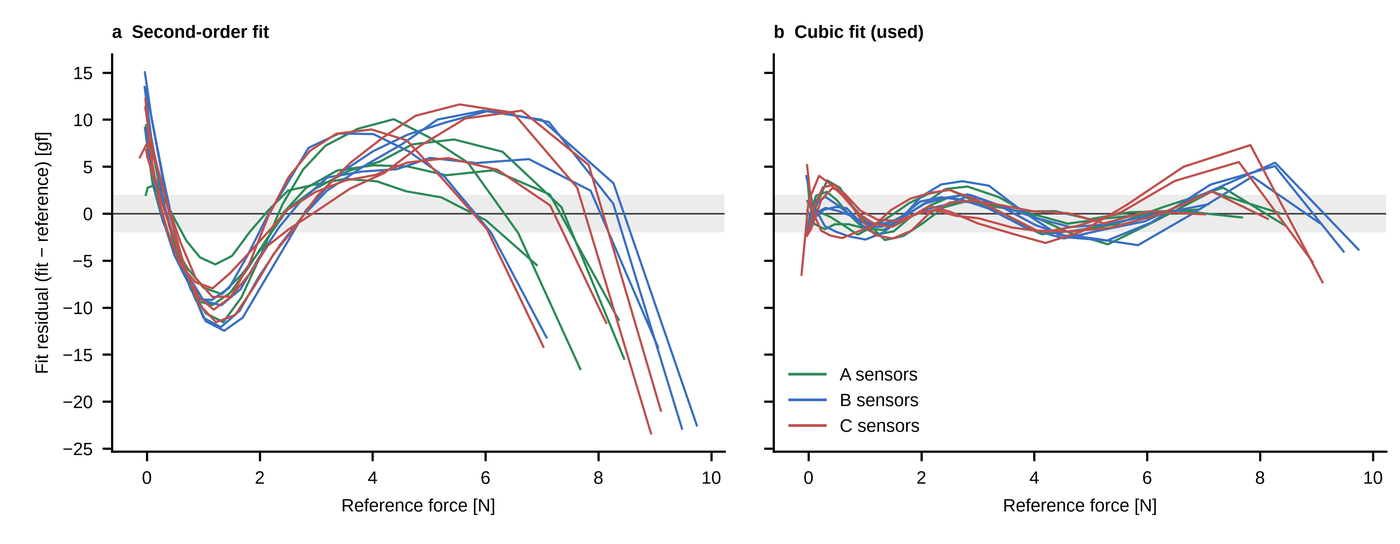 a Second-order fit
Fit residual (fit − reference) [gf]
15
10
5
0
−5
−10
−15
−20
−25
0 2 4 6 8 10
Reference force [N]
b Cubic fit (used)
A sensors
B sensors
C sensors
0 2 4 6 8 10
Reference force [N]